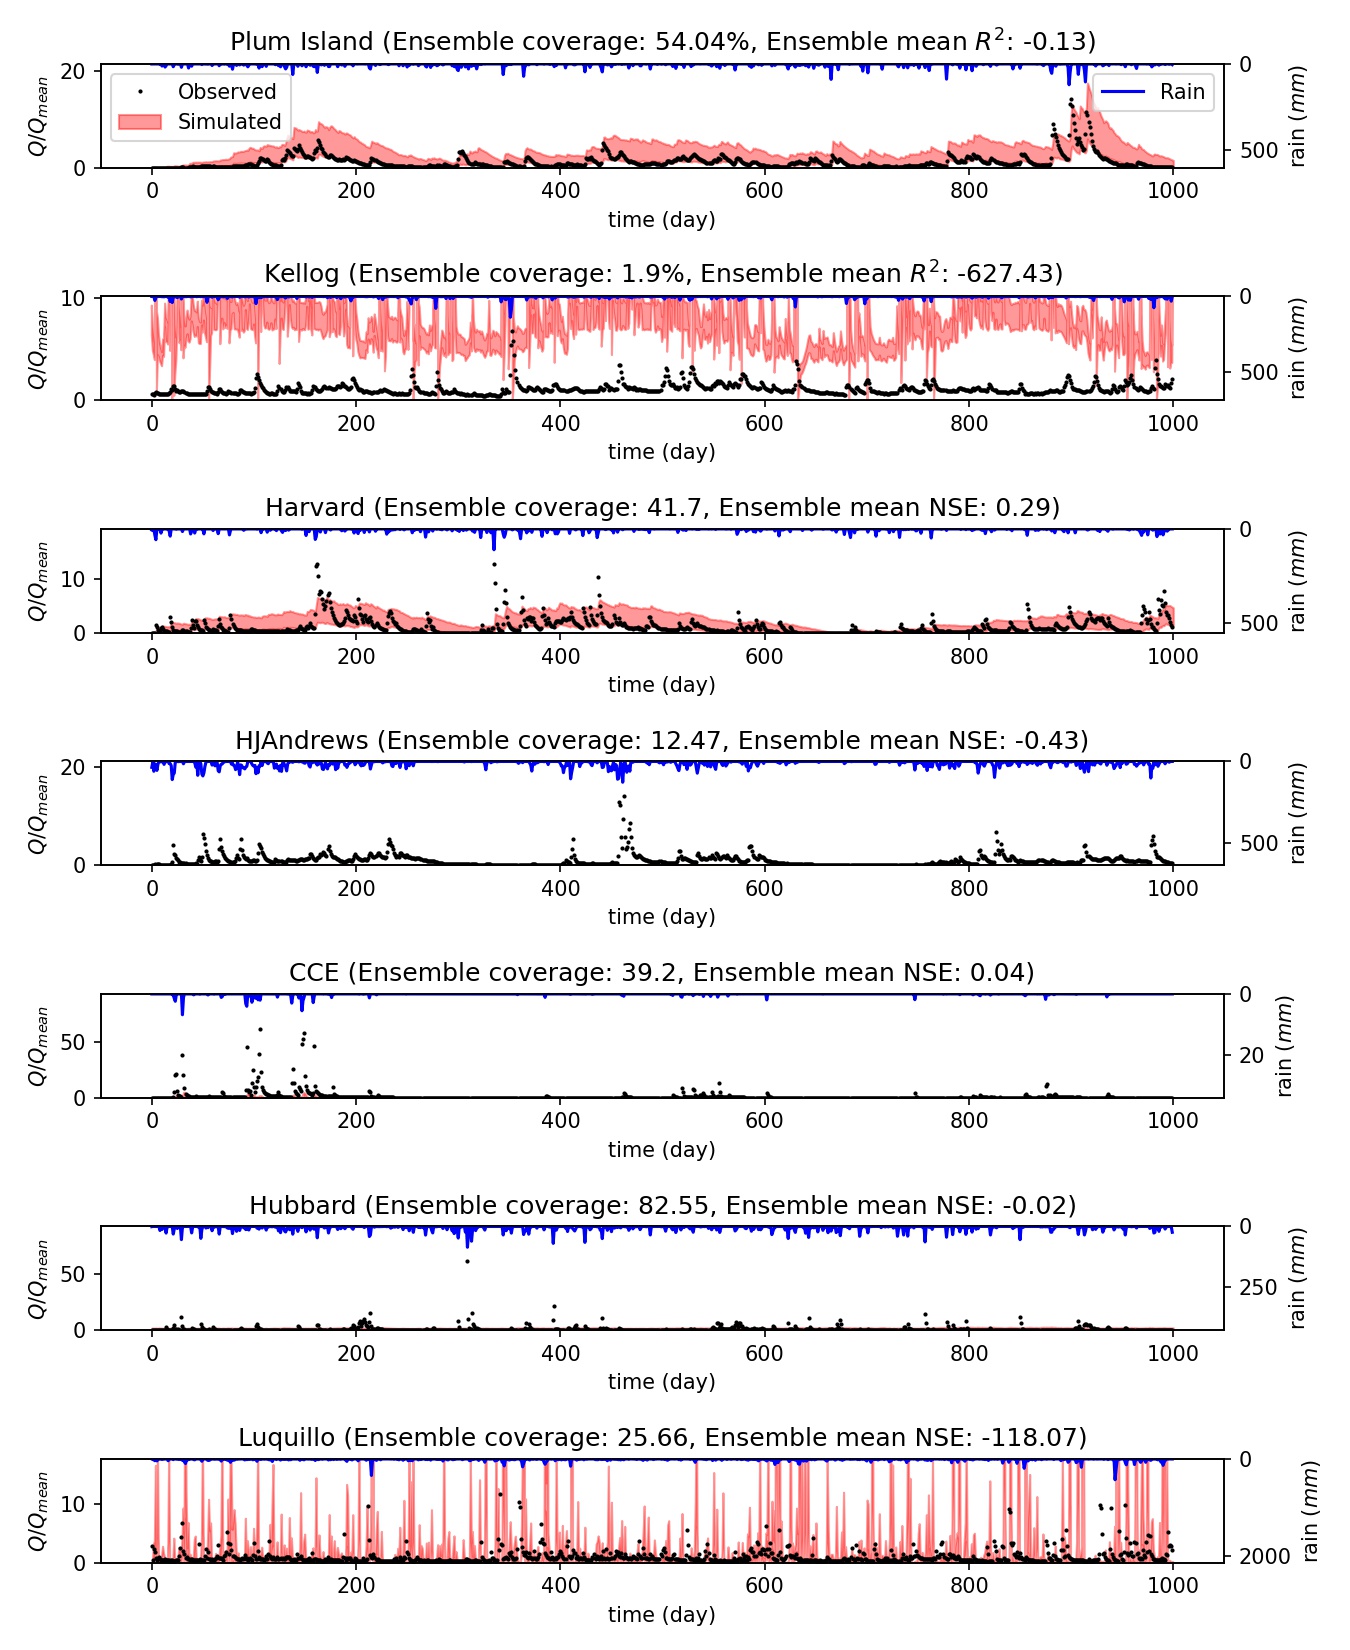 Plum Island (Ensemble coverage: 54.04%, Ensemble mean R²: -0.13)
20
0
Q/Q_mean
Observed
Simulated
Rain
0
500
rain (mm)
0 200 400 600 800 1000
time (day)
Kellog (Ensemble coverage: 1.9%, Ensemble mean R²: -627.43)
10
0
Q/Q_mean
0
500
rain (mm)
0 200 400 600 800 1000
time (day)
Harvard (Ensemble coverage: 41.7, Ensemble mean NSE: 0.29)
10
0
Q/Q_mean
0
500
rain (mm)
0 200 400 600 800 1000
time (day)
HJAndrews (Ensemble coverage: 12.47, Ensemble mean NSE: -0.43)
20
0
Q/Q_mean
0
500
rain (mm)
0 200 400 600 800 1000
time (day)
CCE (Ensemble coverage: 39.2, Ensemble mean NSE: 0.04)
50
0
Q/Q_mean
0
20
rain (mm)
0 200 400 600 800 1000
time (day)
Hubbard (Ensemble coverage: 82.55, Ensemble mean NSE: -0.02)
50
0
Q/Q_mean
0
250
rain (mm)
0 200 400 600 800 1000
time (day)
Luquillo (Ensemble coverage: 25.66, Ensemble mean NSE: -118.07)
10
0
Q/Q_mean
0
2000
rain (mm)
0 200 400 600 800 1000
time (day)